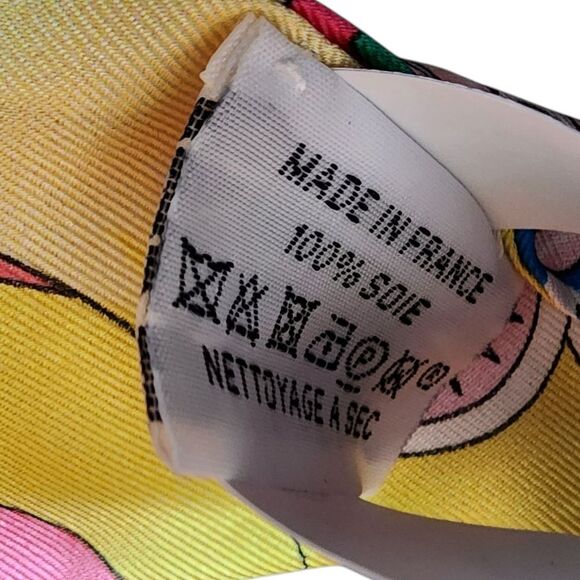 MADE IN FRANCE
100% SOIE
NETTOYAGE A SEC